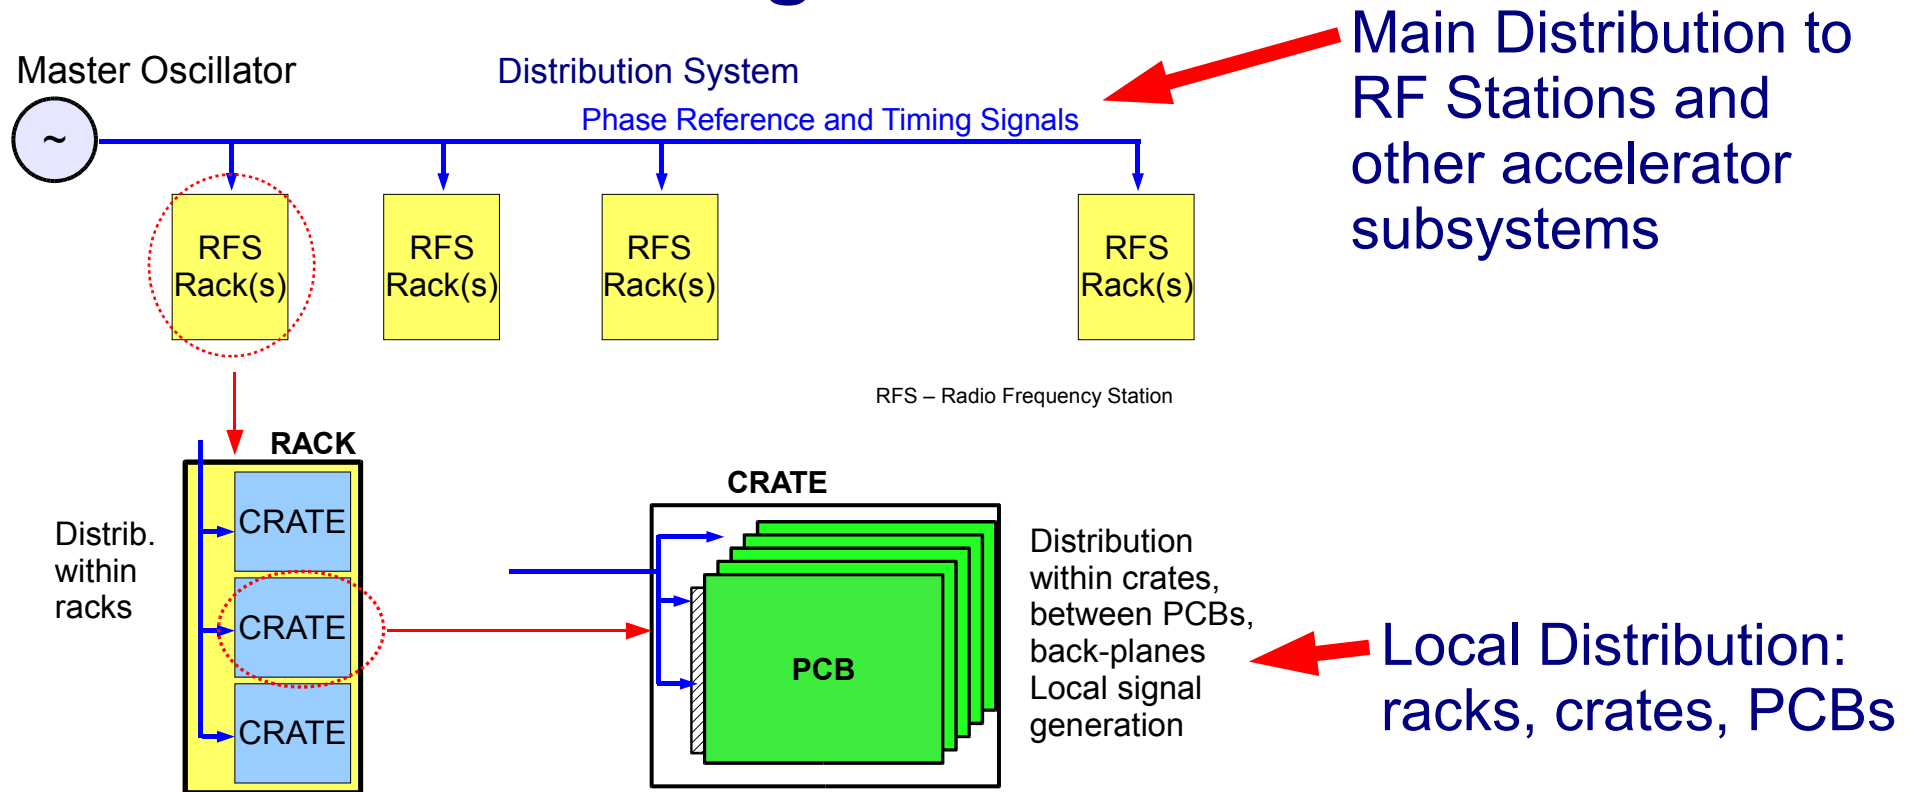 Master Oscillator
~
Distribution System
Phase Reference and Timing Signals
Main Distribution to
RF Stations and
other accelerator
subsystems
RFS
Rack(s)
RFS
Rack(s)
RFS
Rack(s)
RFS
Rack(s)
RFS – Radio Frequency Station
RACK
Distrib.
within
racks
CRATE
CRATE
CRATE
CRATE
PCB
Distribution
within crates,
between PCBs,
back-planes
Local signal
generation
Local Distribution:
racks, crates, PCBs